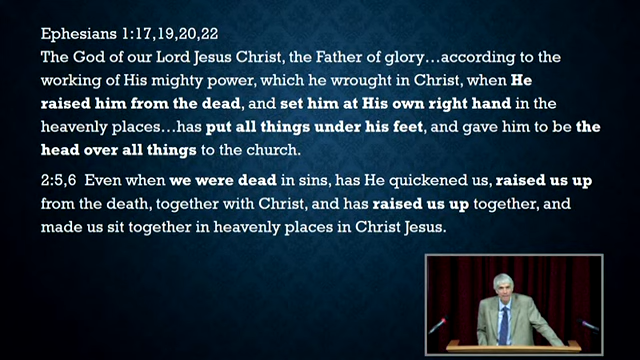 Ephesians 1:17,19,20,22
The God of our Lord Jesus Christ, the Father of glory…according to the
working of His mighty power, which he wrought in Christ, when He
raised him from the dead, and set him at His own right hand in the
heavenly places…has put all things under his feet, and gave him to be the
head over all things to the church.
2:5,6 Even when we were dead in sins, has He quickened us, raised us up
from the death, together with Christ, and has raised us up together, and
made us sit together in heavenly places in Christ Jesus.